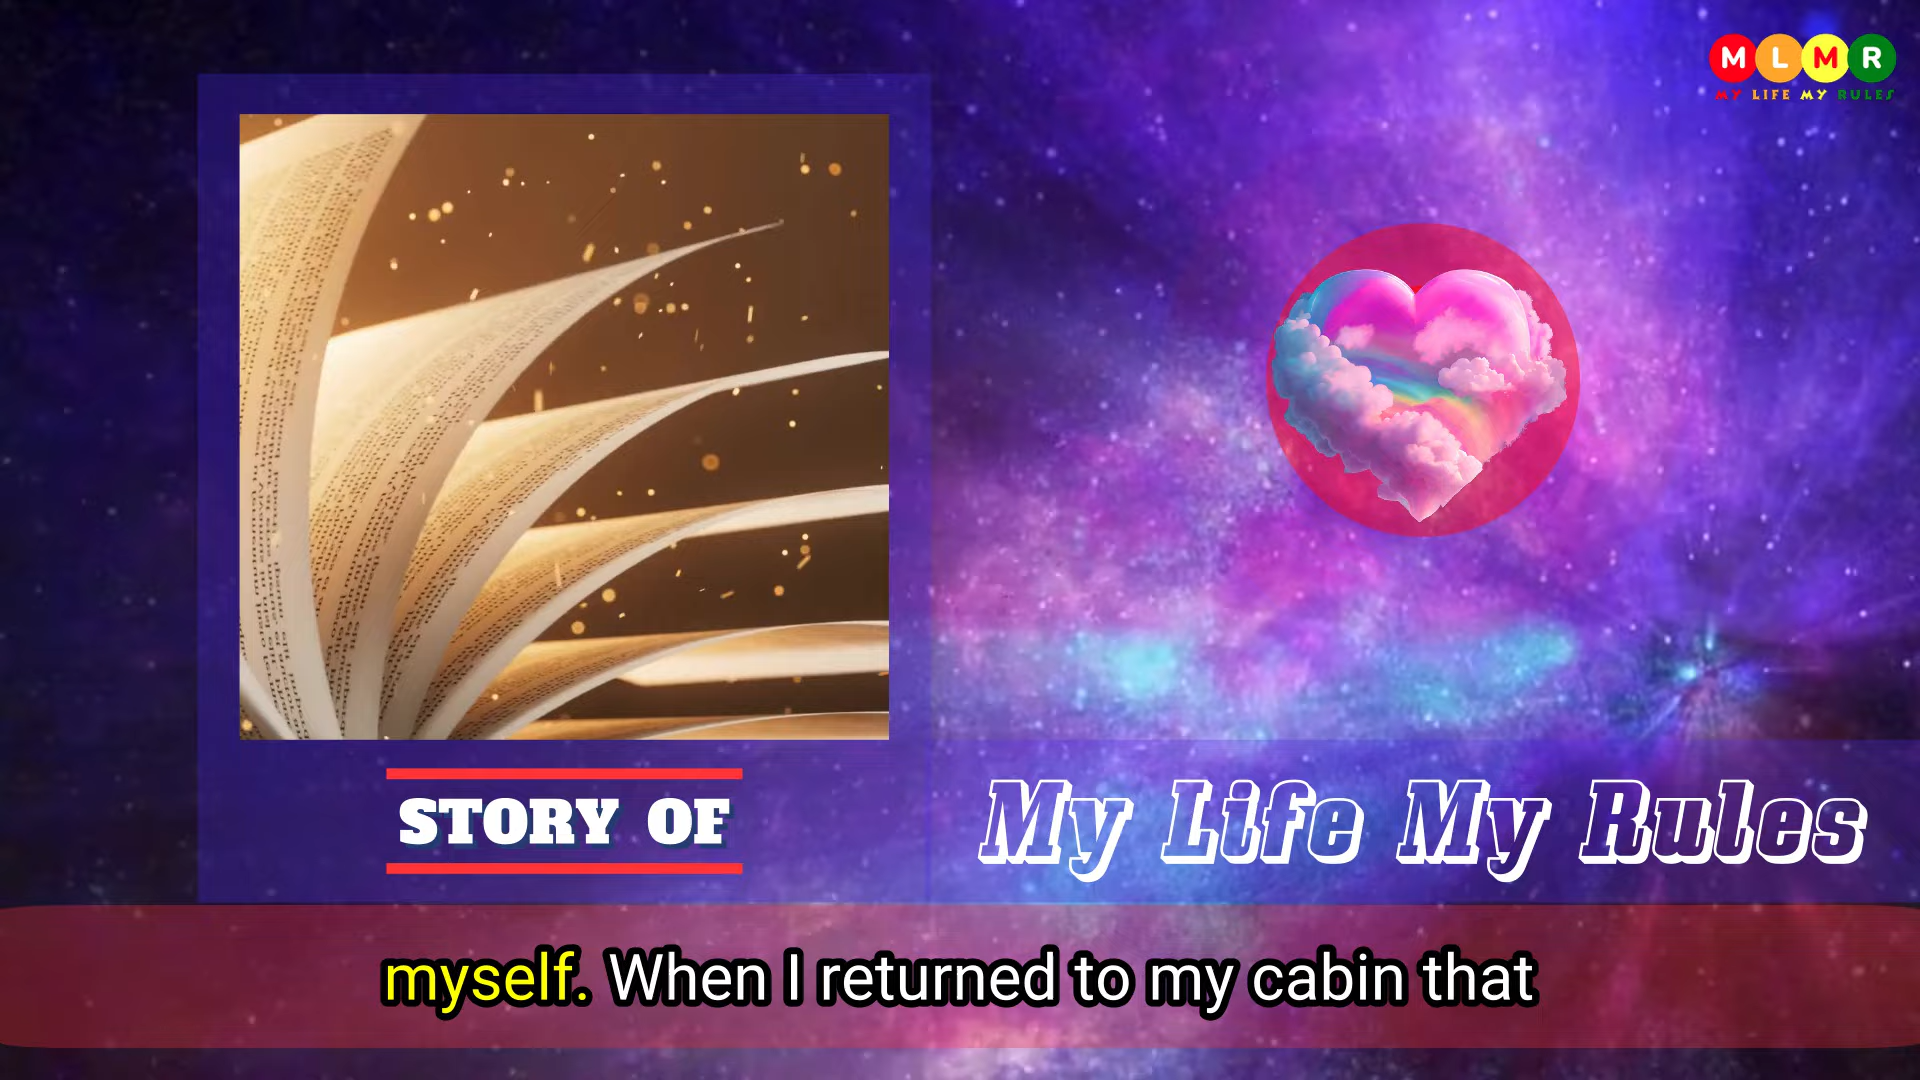 M L M R
MY LIFE MY RULES
STORY OF
My Life My Rules
myself. When I returned to my cabin that